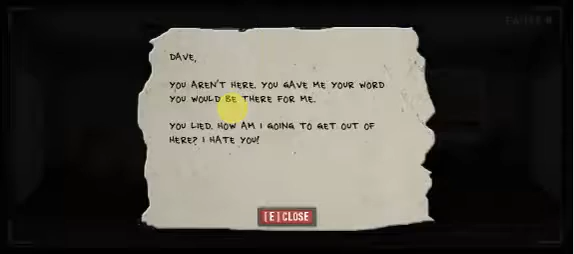 DAVE,
YOU AREN'T HERE. YOU GAVE ME YOUR WORD
YOU WOULD BE THERE FOR ME.
YOU LIED. HOW AM I GOING TO GET OUT OF
HERE? I HATE YOU!
[E] CLOSE